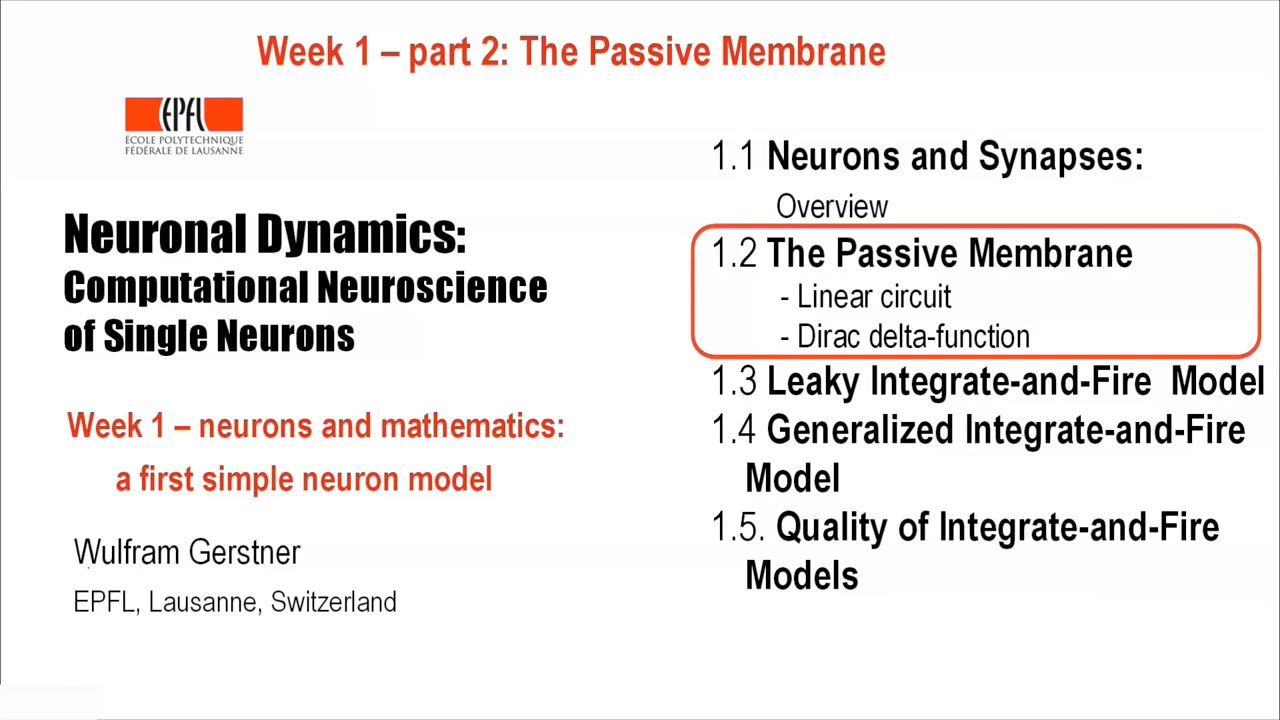 Week 1 – part 2: The Passive Membrane
EPFL
ÉCOLE POLYTECHNIQUE
FÉDÉRALE DE LAUSANNE
Neuronal Dynamics:
Computational Neuroscience
of Single Neurons
Week 1 – neurons and mathematics:
a first simple neuron model
Wulfram Gerstner
EPFL, Lausanne, Switzerland
1.1 Neurons and Synapses:
Overview
1.2 The Passive Membrane
- Linear circuit
- Dirac delta-function
1.3 Leaky Integrate-and-Fire Model
1.4 Generalized Integrate-and-Fire
Model
1.5. Quality of Integrate-and-Fire
Models